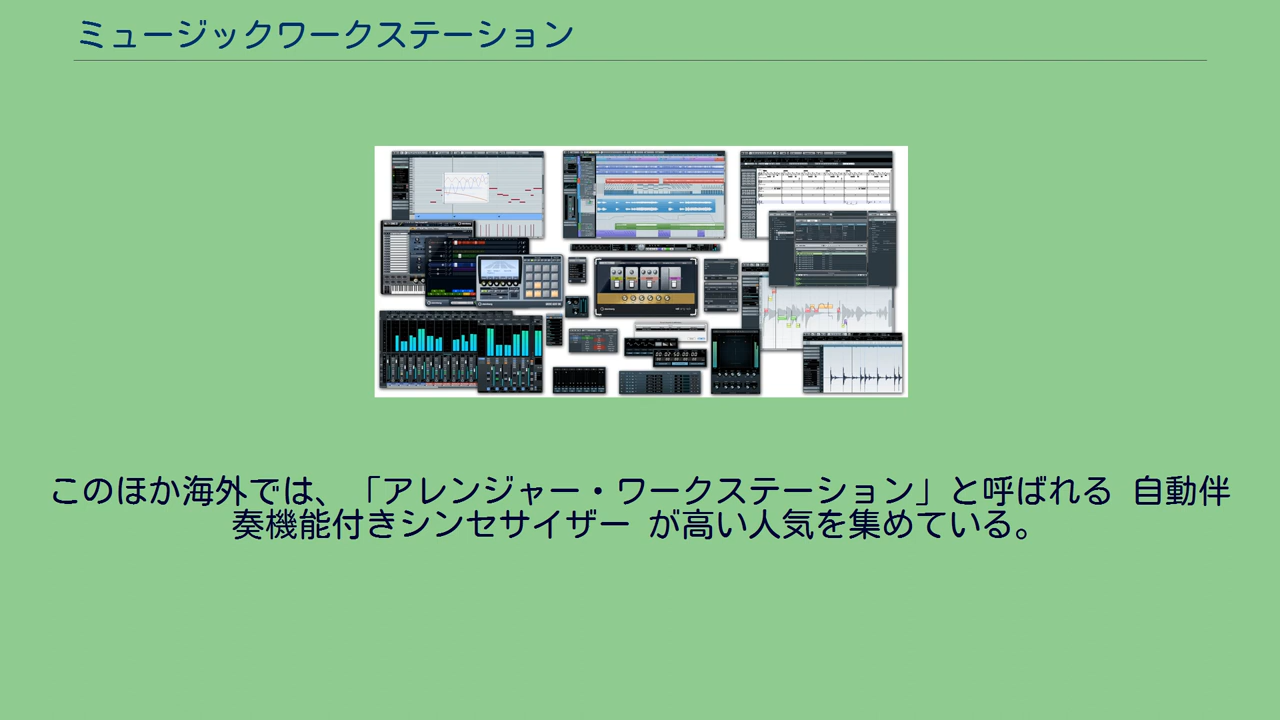 ミュージックワークステーション
このほか海外では、「アレンジャー・ワークステーション」と呼ばれる 自動伴
奏機能付きシンセサイザー が高い人気を集めている。